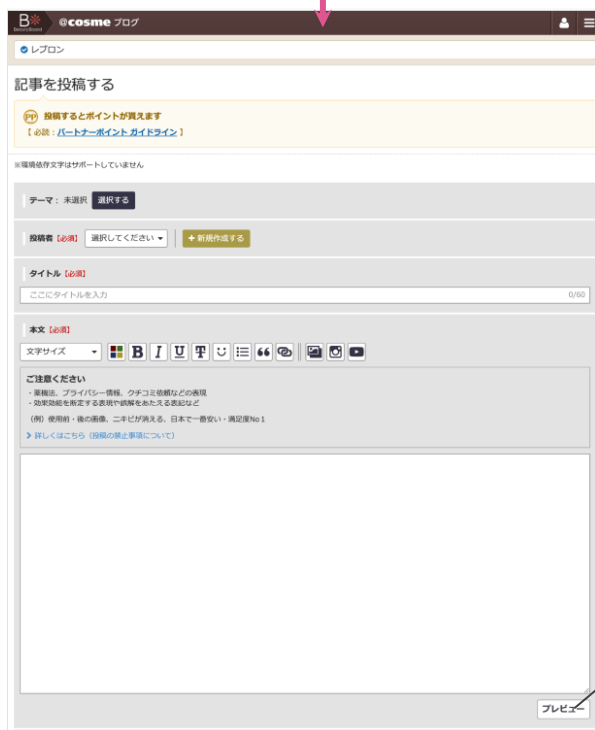 B※ @cosme ブログ
BeautyBoard
レブロン
記事を投稿する
PP 投稿するとポイントが貰えます
【 必読：パートナーポイント ガイドライン 】
※環境依存文字はサポートしていません
テーマ： 未選択 選択する
投稿者【必須】 選択してください + 新規作成する
タイトル【必須】
ここにタイトルを入力 0/60
本文【必須】
文字サイズ B I U T
ご注意ください
・薬機法、プライバシー情報、クチコミ依頼などの表現
・効果効能を断定する表現や誤解をあたえる表記など
（例）使用前・後の画像、ニキビが消える、日本で一番安い・満足度No１
詳しくはこちら（投稿の禁止事項について）
プレビュー